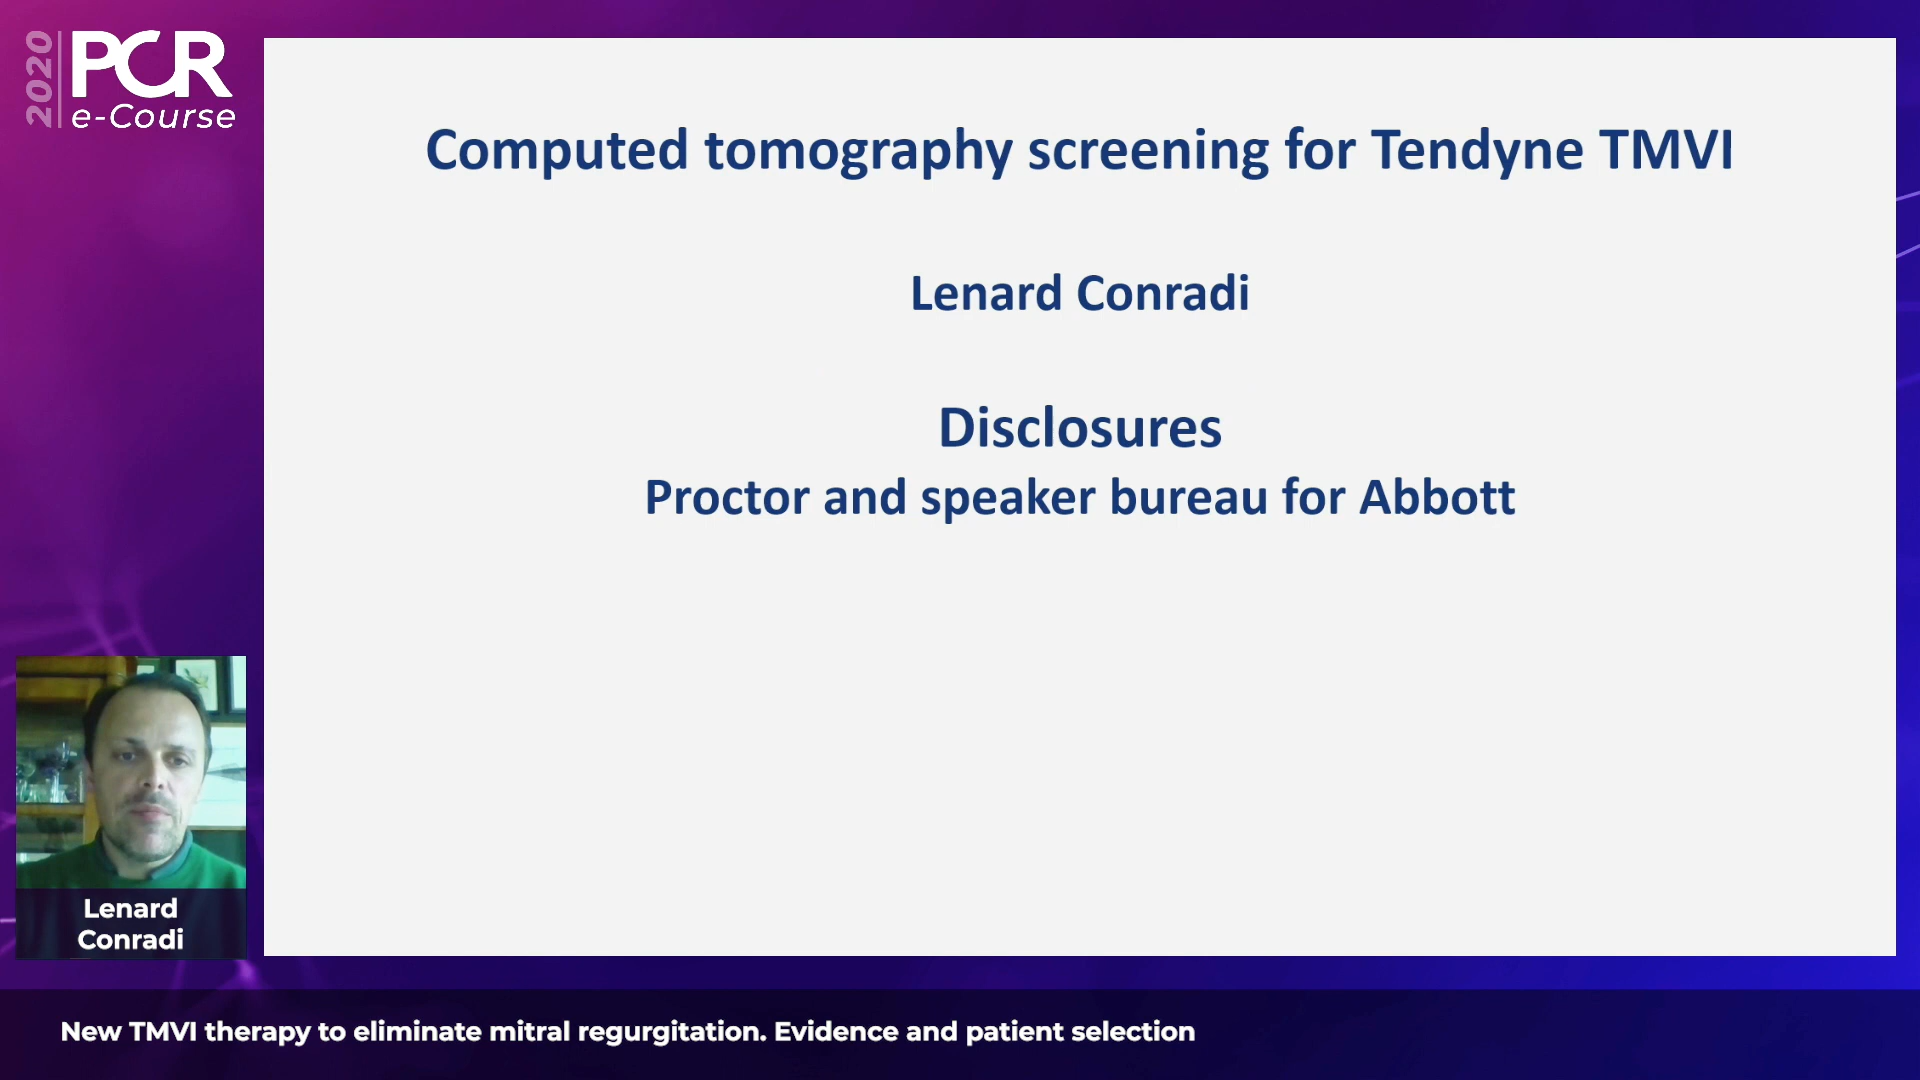 2020
PCR
e-Course
Computed tomography screening for Tendyne TMVI
Lenard Conradi
Disclosures
Proctor and speaker bureau for Abbott
Lenard
Conradi
New TMVI therapy to eliminate mitral regurgitation. Evidence and patient selection